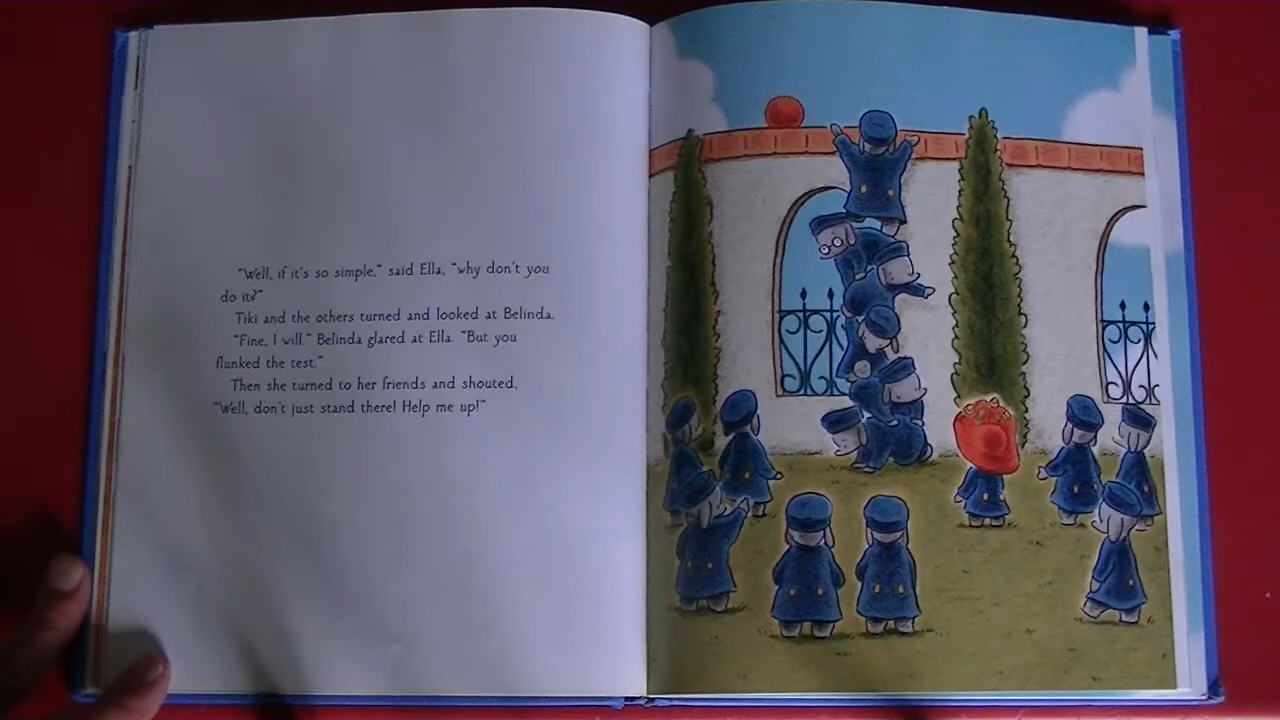 "Well, if it's so simple," said Ella, "why don't you
do it?"
Tiki and the others turned and looked at Belinda.
"Fine, I will." Belinda glared at Ella. "But you
flunked the test."
Then she turned to her friends and shouted,
"Well, don't just stand there! Help me up!"